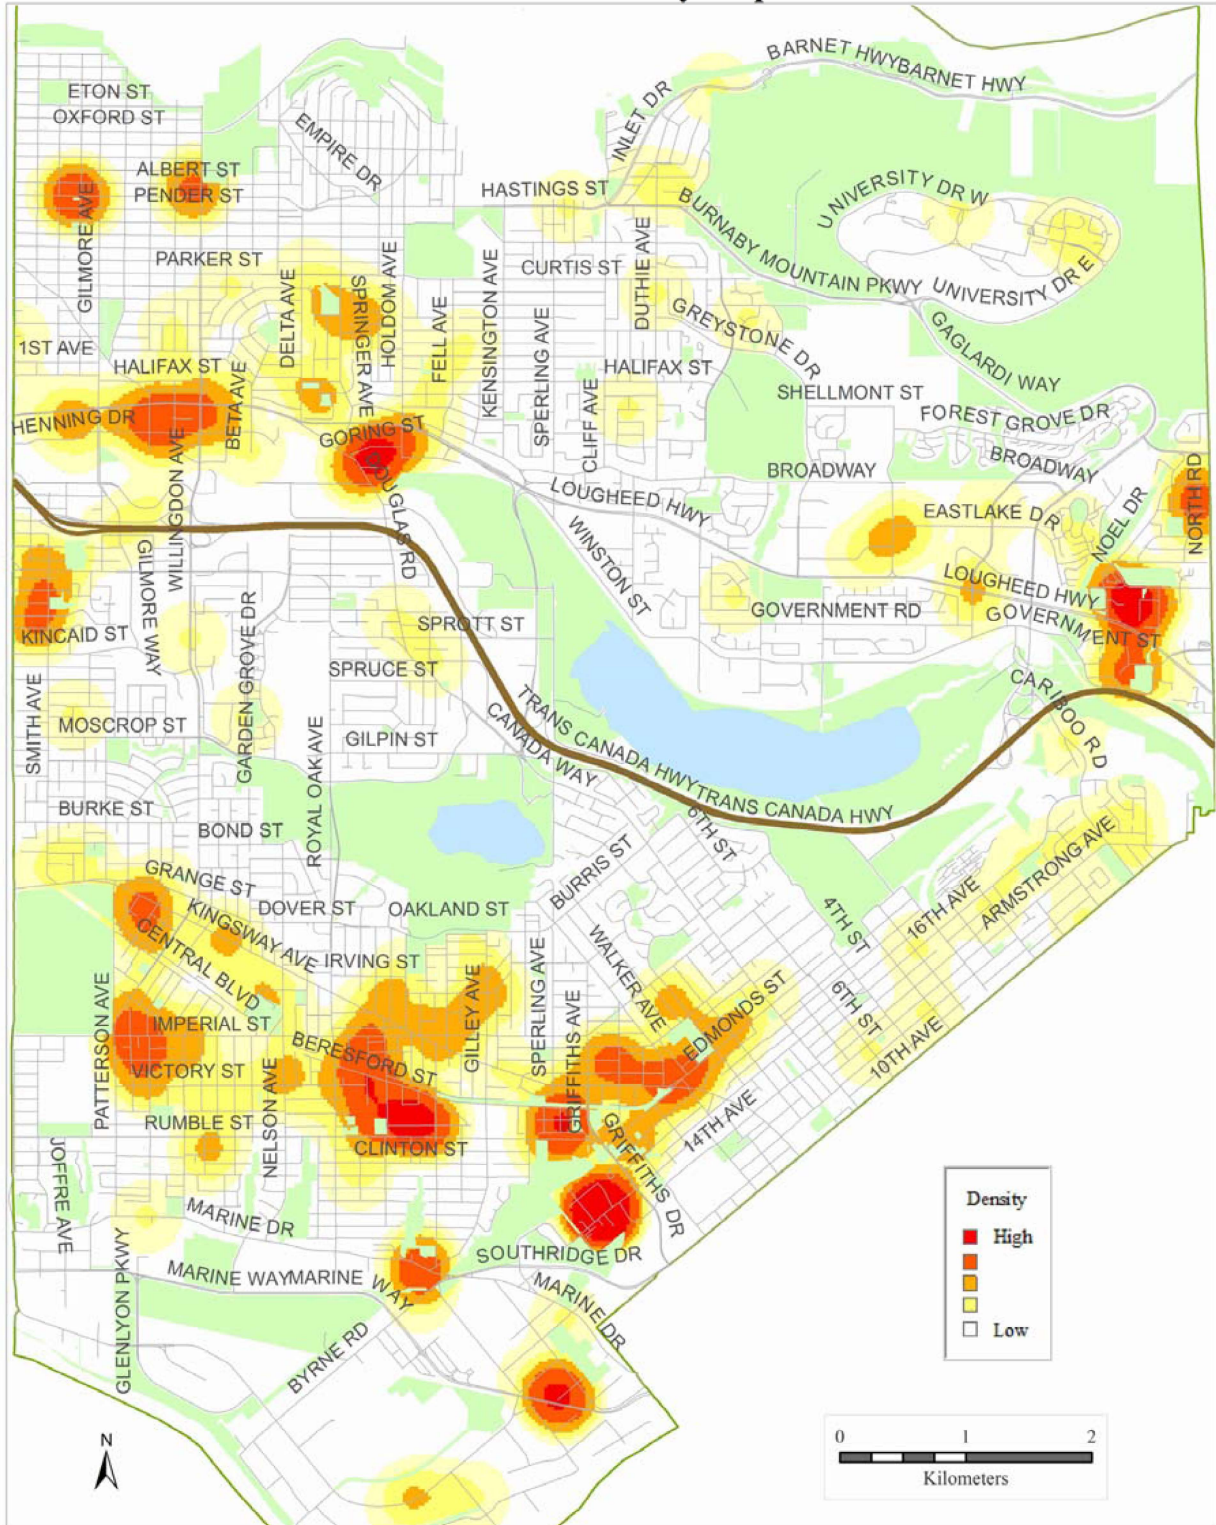 BARNET HWYBARNET HWY
ETON ST
OXFORD ST
INLET DR
EMPIRE DR
ALBERT ST
PENDER ST
HASTINGS ST
UNIVERSITY DR W
BURNABY MOUNTAIN PKWY
GILMORE AVE
PARKER ST
CURTIS ST
DUTHIE AVE
UNIVERSITY DR E
DELTA AVE
SPRINGER AVE
HOLDOM AVE
FELL AVE
KENSINGTON AVE
SPERLING AVE
GREYSTONE DR
GAGLARDI WAY
1ST AVE
HALIFAX ST
HALIFAX ST
SHELLMONT ST
BETA AVE
CLIFF AVE
FOREST GROVE DR
HENNING DR
GORING ST
WILLINGDON AVE
DOUGLAS RD
BROADWAY
BROADWAY
NORTH RD
LOUGHEED HWY
EASTLAKE DR
NOEL DR
WINSTON ST
GILMORE WAY
LOUGHEED HWY
GARDEN GROVE DR
GOVERNMENT RD
GOVERNMENT ST
KINCAID ST
SPROTT ST
SPRUCE ST
SMITH AVE
CARIBOO RD
MOSCROP ST
ROYAL OAK AVE
GILPIN ST
CANADA WAY
TRANS CANADA HWYTRANS CANADA HWY
BURKE ST
BOND ST
6TH ST
BURRIS ST
ARMSTRONG AVE
GRANGE ST
DOVER ST
OAKLAND ST
16TH AVE
4TH ST
KINGSWAY AVE
CENTRAL BLVD
IRVING ST
WALKER AVE
SPERLING AVE
GILLEY AVE
GRIFFITHS AVE
EDMONDS ST
6TH ST
PATTERSON AVE
IMPERIAL ST
BERESFORD ST
10TH AVE
VICTORY ST
NELSON AVE
RUMBLE ST
CLINTON ST
14TH AVE
GRIFFITHS DR
JOFFRE AVE
MARINE DR
SOUTHRIDGE DR
MARINE WAYMARINE WAY
MARINE DR
GLENLYON PKWY
BYRNE RD
Density
High
Low
N
0 1 2
Kilometers